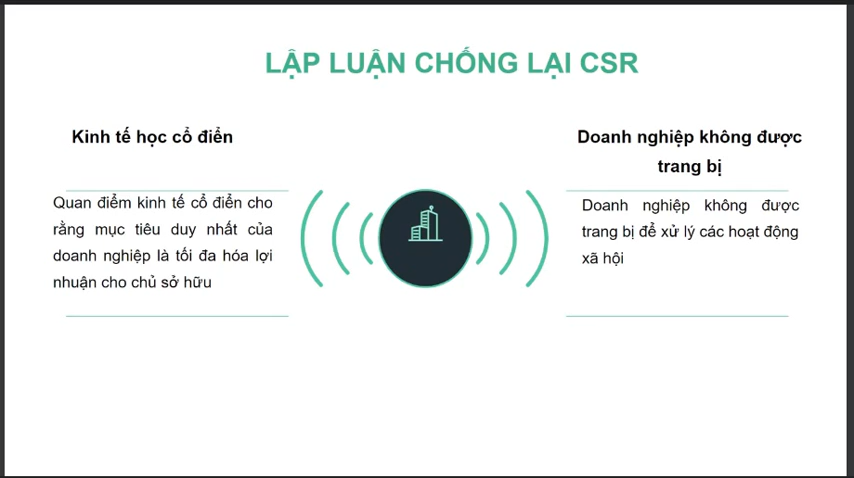 LẬP LUẬN CHỐNG LẠI CSR
Kinh tế học cổ điển
Quan điểm kinh tế cổ điển cho
rằng mục tiêu duy nhất của
doanh nghiệp là tối đa hóa lợi
nhuận cho chủ sở hữu
Doanh nghiệp không được
trang bị
Doanh nghiệp không được
trang bị để xử lý các hoạt động
xã hội